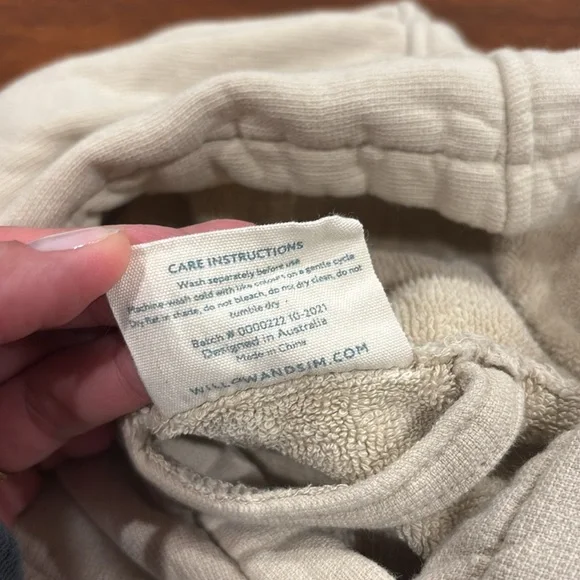 CARE INSTRUCTIONS
Wash separately before use
Machine wash cold with like colours on a gentle cycle
Dry flat in shade, do not bleach, do not dry clean, do not
tumble dry.
Batch # 0000222 10-2021
Designed in Australia
Made in China
WILLOWANDSIM.COM